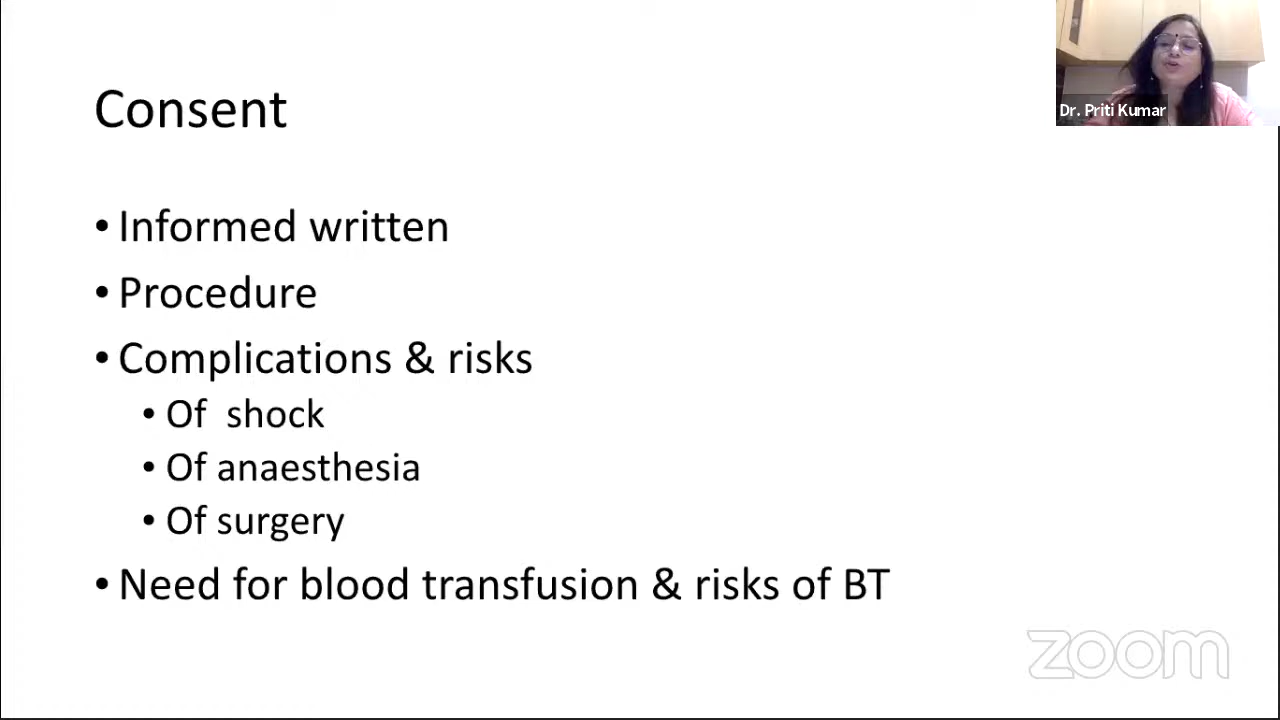 Consent
Dr. Priti Kumar
• Informed written
• Procedure
• Complications & risks
• Of shock
• Of anaesthesia
• Of surgery
• Need for blood transfusion & risks of BT
zoom